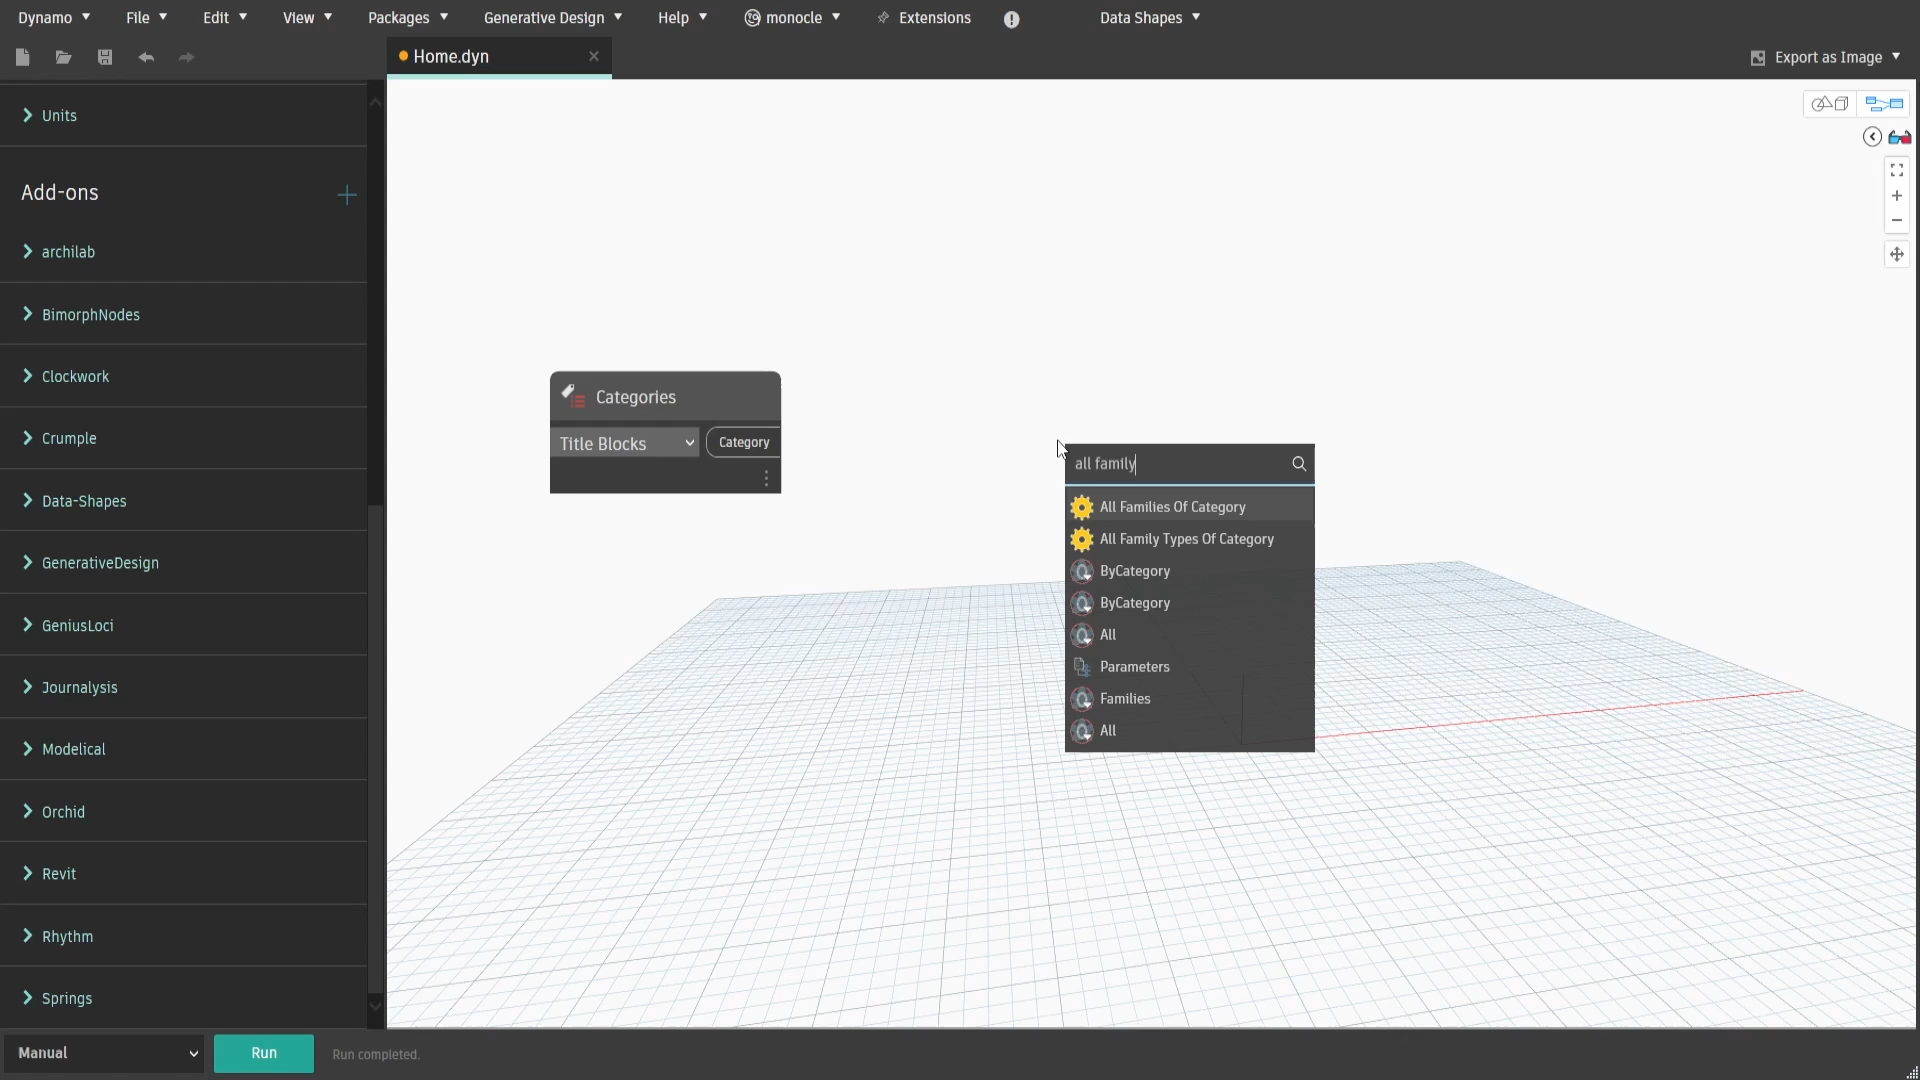 Dynamo File Edit View Packages Generative Design Help monocle Extensions Data Shapes
Home.dyn
Export as Image
Units
Add-ons
archilab
BimorphNodes
Clockwork
Crumple
Data-Shapes
GenerativeDesign
GeniusLoci
Journalysis
Modelical
Orchid
Revit
Rhythm
Springs
Categories
Title Blocks Category
all family
All Families Of Category
All Family Types Of Category
ByCategory
ByCategory
All
Parameters
Families
All
Manual Run Run completed.